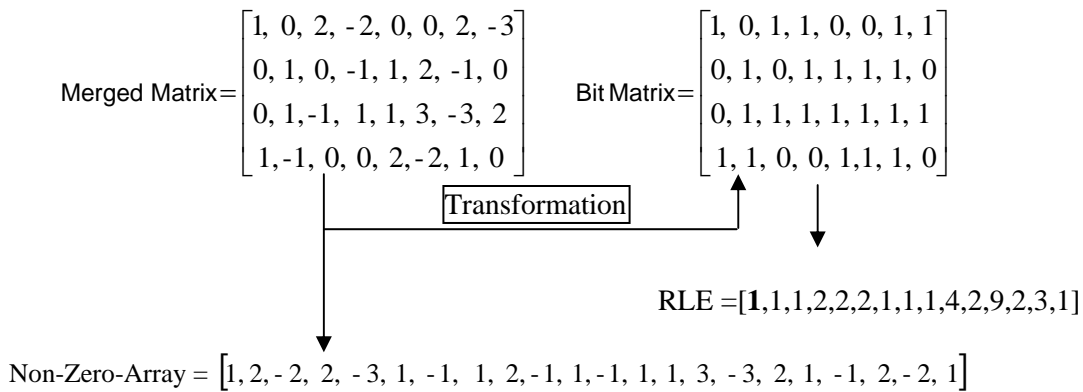 Merged Matrix = [1, 0, 2, -2, 0, 0, 2, -3
0, 1, 0, -1, 1, 2, -1, 0
0, 1,-1, 1, 1, 3, -3, 2
1,-1, 0, 0, 2,-2, 1, 0]
Bit Matrix = [1, 0, 1, 1, 0, 0, 1, 1
0, 1, 0, 1, 1, 1, 1, 0
0, 1, 1, 1, 1, 1, 1, 1
1, 1, 0, 0, 1,1, 1, 0]
Transformation
RLE =[1,1,1,2,2,2,1,1,1,4,2,9,2,3,1]
Non-Zero-Array = [1, 2, - 2, 2, -3, 1, -1, 1, 2, -1, 1, -1, 1, 1, 3, -3, 2, 1, -1, 2, - 2, 1]